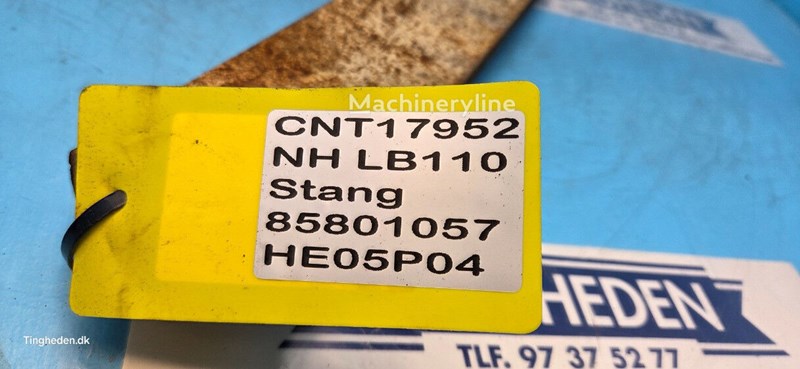 Machineryline
CNT17952
NH LB110
Stang
85801057
HE05P04
HEDEN
TLF. 97 37 52 77
Tingheden.dk